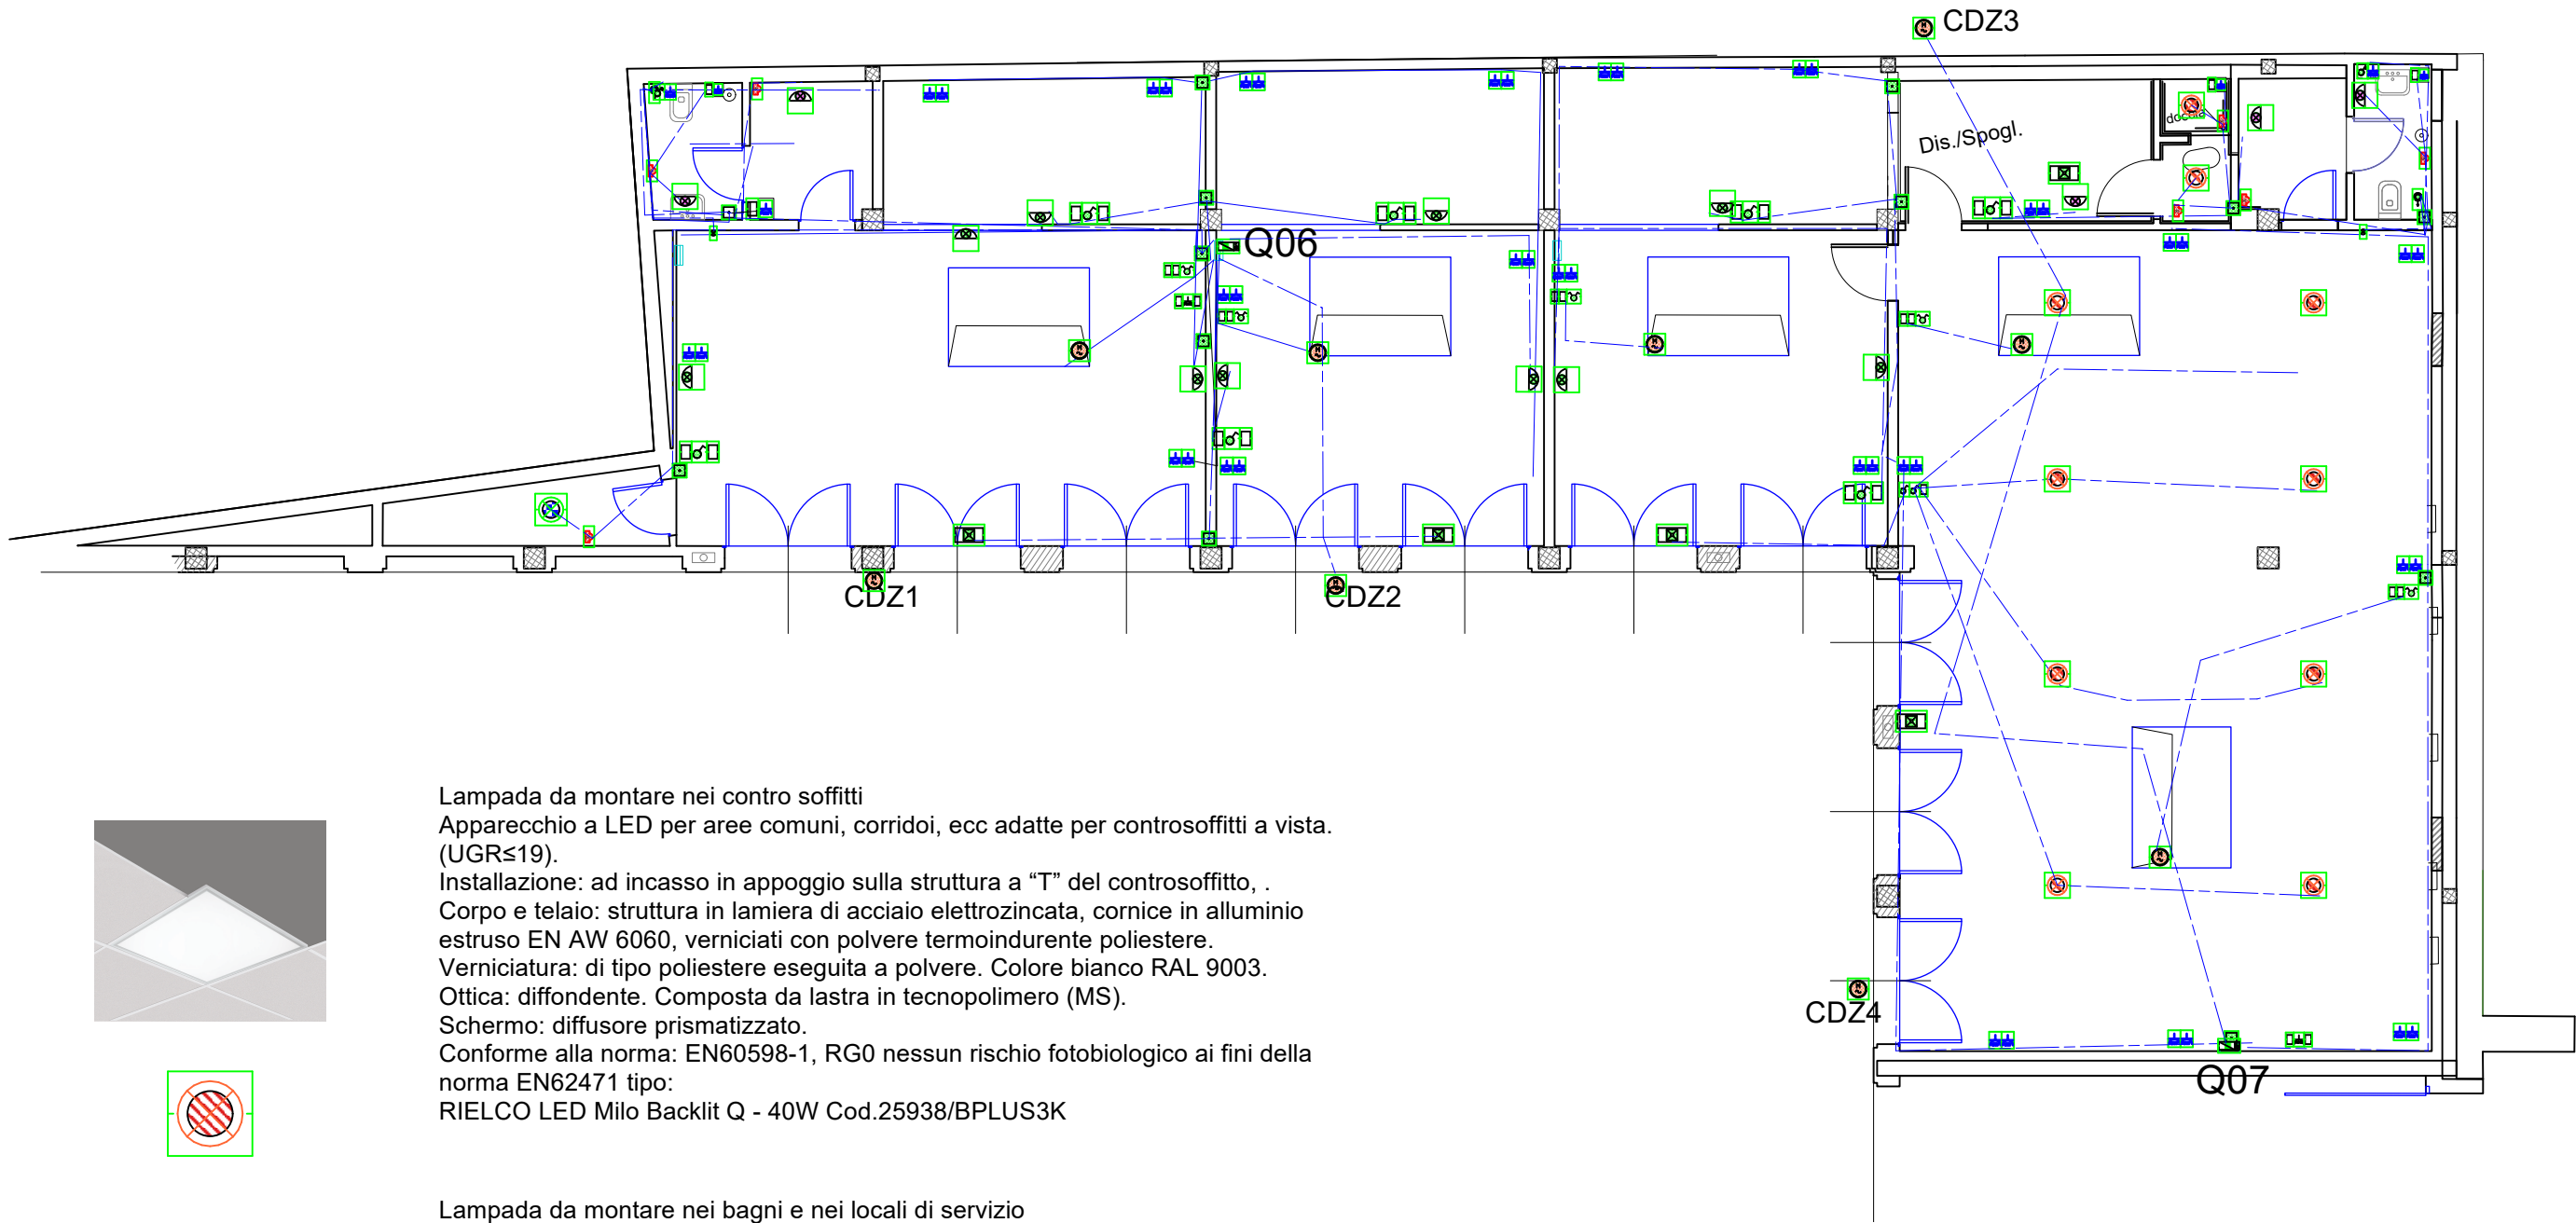 CDZ3
Dis./Spogl.
doccia
Q06
CDZ1
CDZ2
CDZ4
Q07
Lampada da montare nei contro soffitti
Apparecchio a LED per aree comuni, corridoi, ecc adatte per controsoffitti a vista.
(UGR≤19).
Installazione: ad incasso in appoggio sulla struttura a “T” del controsoffitto, .
Corpo e telaio: struttura in lamiera di acciaio elettrozincata, cornice in alluminio
estruso EN AW 6060, verniciati con polvere termoindurente poliestere.
Verniciatura: di tipo poliestere eseguita a polvere. Colore bianco RAL 9003.
Ottica: diffondente. Composta da lastra in tecnopolimero (MS).
Schermo: diffusore prismatizzato.
Conforme alla norma: EN60598-1, RG0 nessun rischio fotobiologico ai fini della
norma EN62471 tipo:
RIELCO LED Milo Backlit Q - 40W Cod.25938/BPLUS3K
Lampada da montare nei bagni e nei locali di servizio